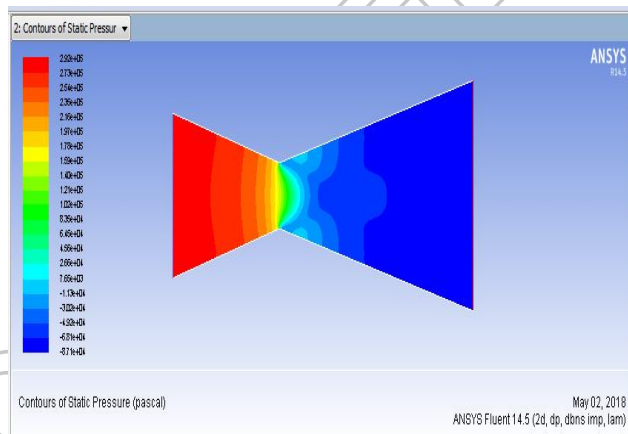 2: Contours of Static Pressur
ANSYS
R14.5
2.92e+05
2.73e+05
2.54e+05
2.35e+05
2.16e+05
1.97e+05
1.78e+05
1.59e+05
1.40e+05
1.21e+05
1.02e+05
8.35e+04
6.46e+04
4.56e+04
2.66e+04
7.65e+03
-1.13e+04
-3.02e+04
-4.92e+04
-6.81e+04
-8.71e+04
Contours of Static Pressure (pascal)
May 02, 2018
ANSYS Fluent 14.5 (2d, dp, dbns imp, lam)